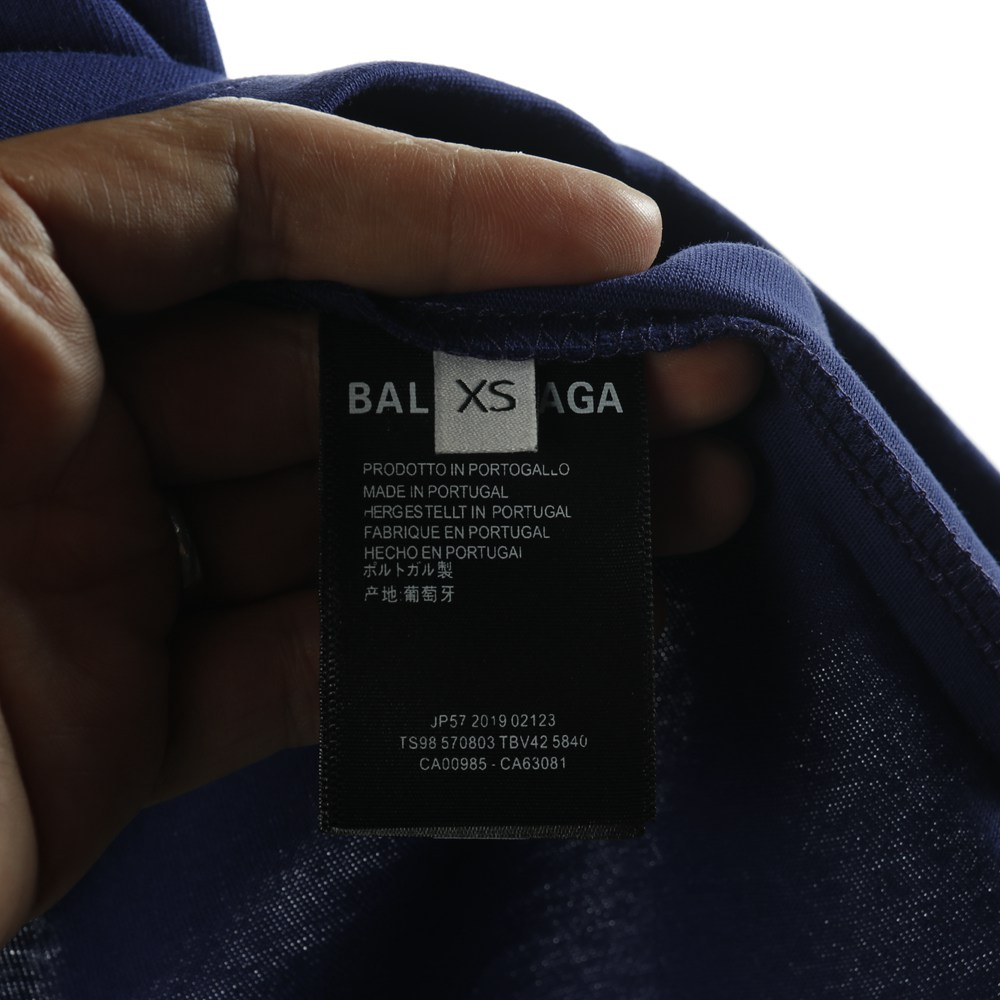 BAL XS AGA
PRODOTTO IN PORTOGALLO
MADE IN PORTUGAL
HERGESTELLT IN PORTUGAL
FABRIQUE EN PORTUGAL
HECHO EN PORTUGAL
ポルトガル製
产地:葡萄牙
JP57 2019 02123
TS98 570803 TBV42 5840
CA00985 - CA63081